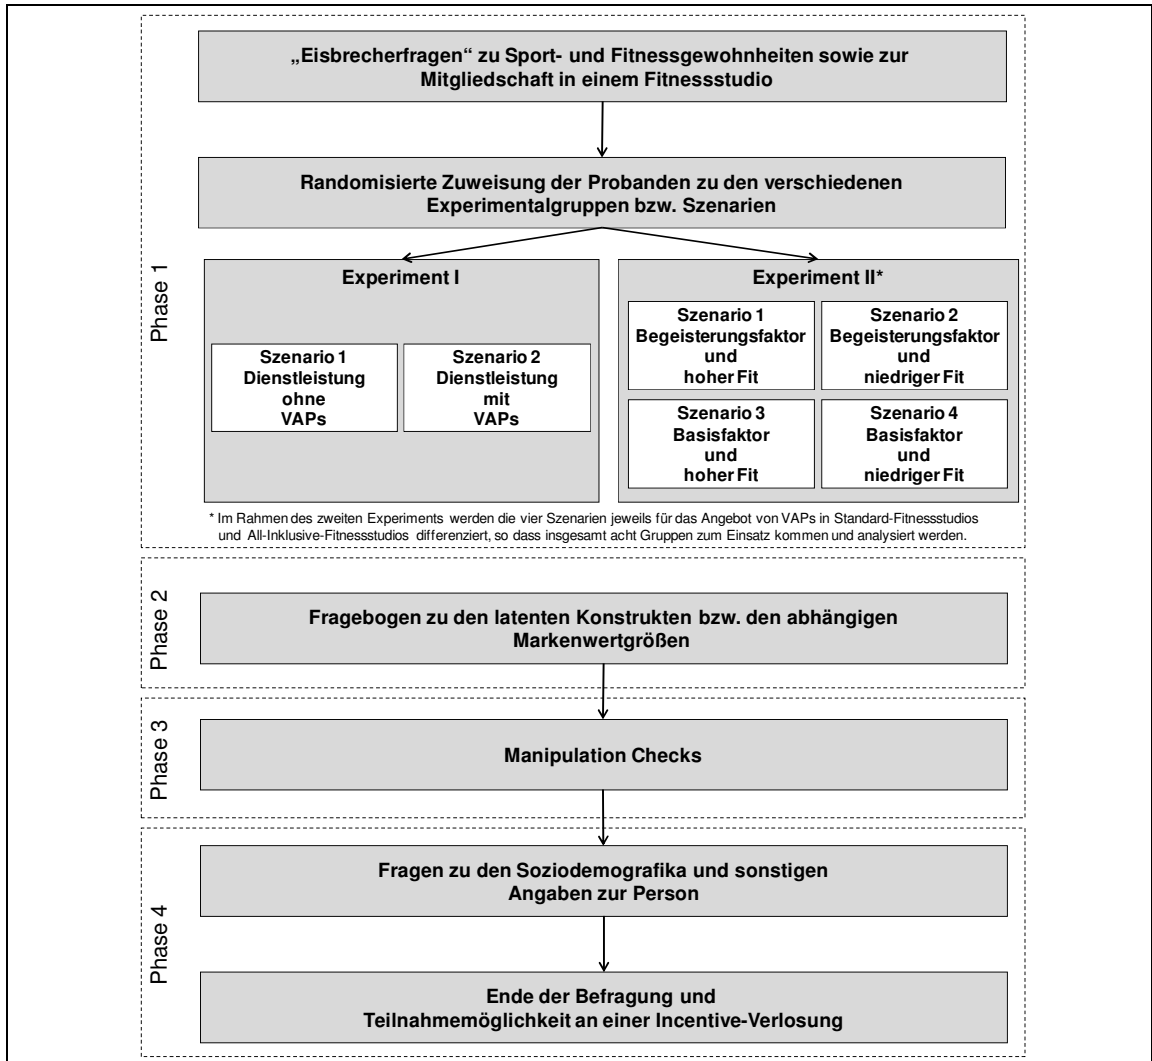 Phase 1
„Eisbrecherfragen“ zu Sport- und Fitnessgewohnheiten sowie zur
Mitgliedschaft in einem Fitnessstudio
Randomisierte Zuweisung der Probanden zu den verschiedenen
Experimentalgruppen bzw. Szenarien
Experiment I
Szenario 1
Dienstleistung
ohne
VAPs
Szenario 2
Dienstleistung
mit
VAPs
Experiment II*
Szenario 1
Begeisterungsfaktor
und
hoher Fit
Szenario 2
Begeisterungsfaktor
und
niedriger Fit
Szenario 3
Basisfaktor
und
hoher Fit
Szenario 4
Basisfaktor
und
niedriger Fit
* Im Rahmen des zweiten Experiments werden die vier Szenarien jeweils für das Angebot von VAPs in Standard-Fitnessstudios
und All-Inklusive-Fitnessstudios differenziert, so dass insgesamt acht Gruppen zum Einsatz kommen und analysiert werden.
Phase 2
Fragebogen zu den latenten Konstrukten bzw. den abhängigen
Markenwertgrößen
Phase 3
Manipulation Checks
Phase 4
Fragen zu den Soziodemografika und sonstigen
Angaben zur Person
Ende der Befragung und
Teilnahmemöglichkeit an einer Incentive-Verlosung